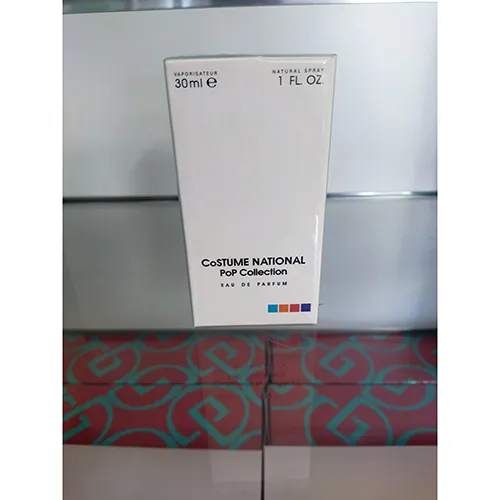 VAPORISATEUR
30ml ℮
NATURAL SPRAY
1 FL. OZ.
CoSTUME NATIONAL
PoP Collection
EAU DE PARFUM